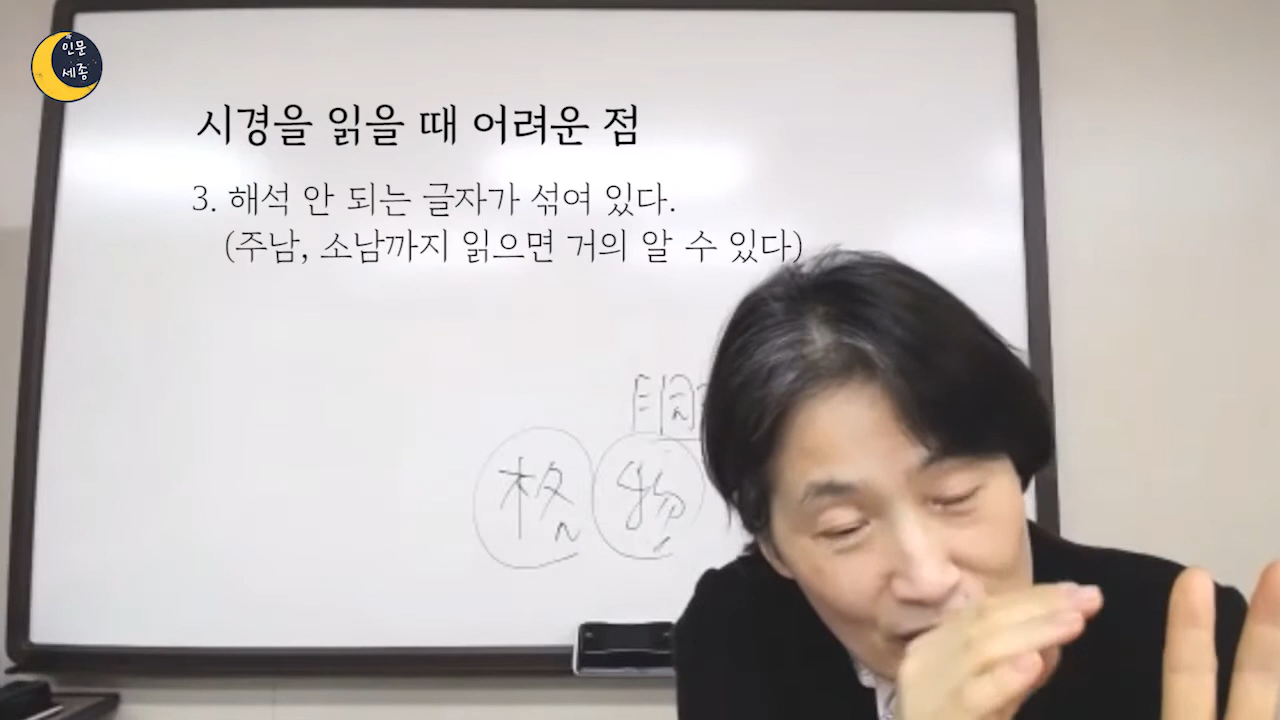 인문
세종
시경을 읽을 때 어려운 점
3. 해석 안 되는 글자가 섞여 있다.
(주남, 소남까지 읽으면 거의 알 수 있다)
格 物